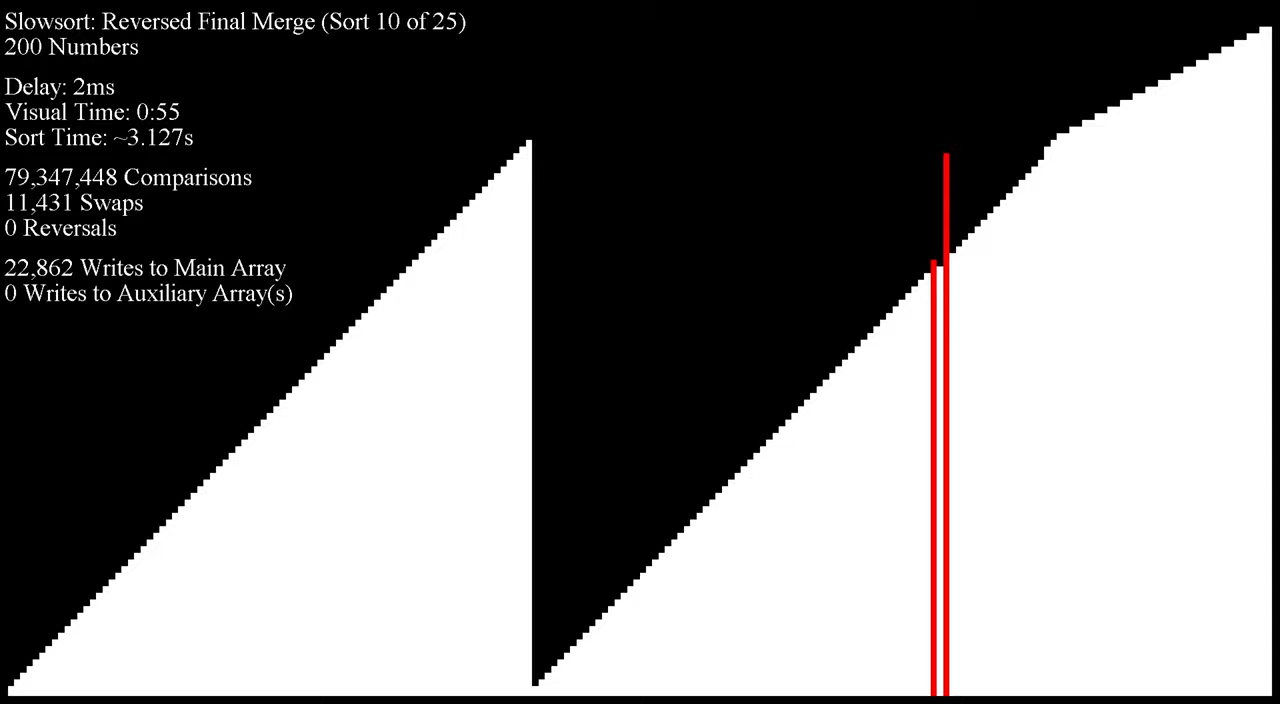 Slowsort: Reversed Final Merge (Sort 10 of 25)
200 Numbers
Delay: 2ms
Visual Time: 0:55
Sort Time: ~3.127s
79,347,448 Comparisons
11,431 Swaps
0 Reversals
22,862 Writes to Main Array
0 Writes to Auxiliary Array(s)